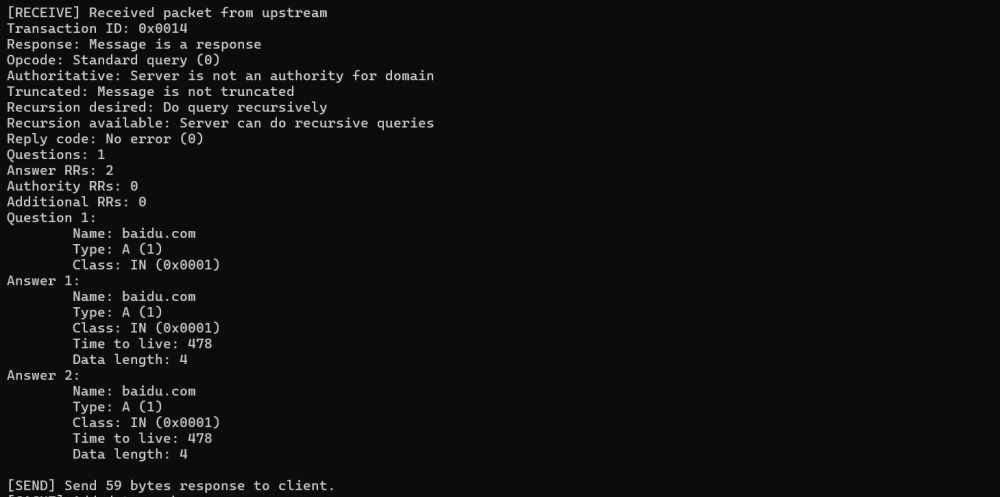 [RECEIVE] Received packet from upstream
Transaction ID: 0x0014
Response: Message is a response
Opcode: Standard query (0)
Authoritative: Server is not an authority for domain
Truncated: Message is not truncated
Recursion desired: Do query recursively
Recursion available: Server can do recursive queries
Reply code: No error (0)
Questions: 1
Answer RRs: 2
Authority RRs: 0
Additional RRs: 0
Question 1:
        Name: baidu.com
        Type: A (1)
        Class: IN (0x0001)
Answer 1:
        Name: baidu.com
        Type: A (1)
        Class: IN (0x0001)
        Time to live: 478
        Data length: 4
Answer 2:
        Name: baidu.com
        Type: A (1)
        Class: IN (0x0001)
        Time to live: 478
        Data length: 4
[SEND] Send 59 bytes response to client.